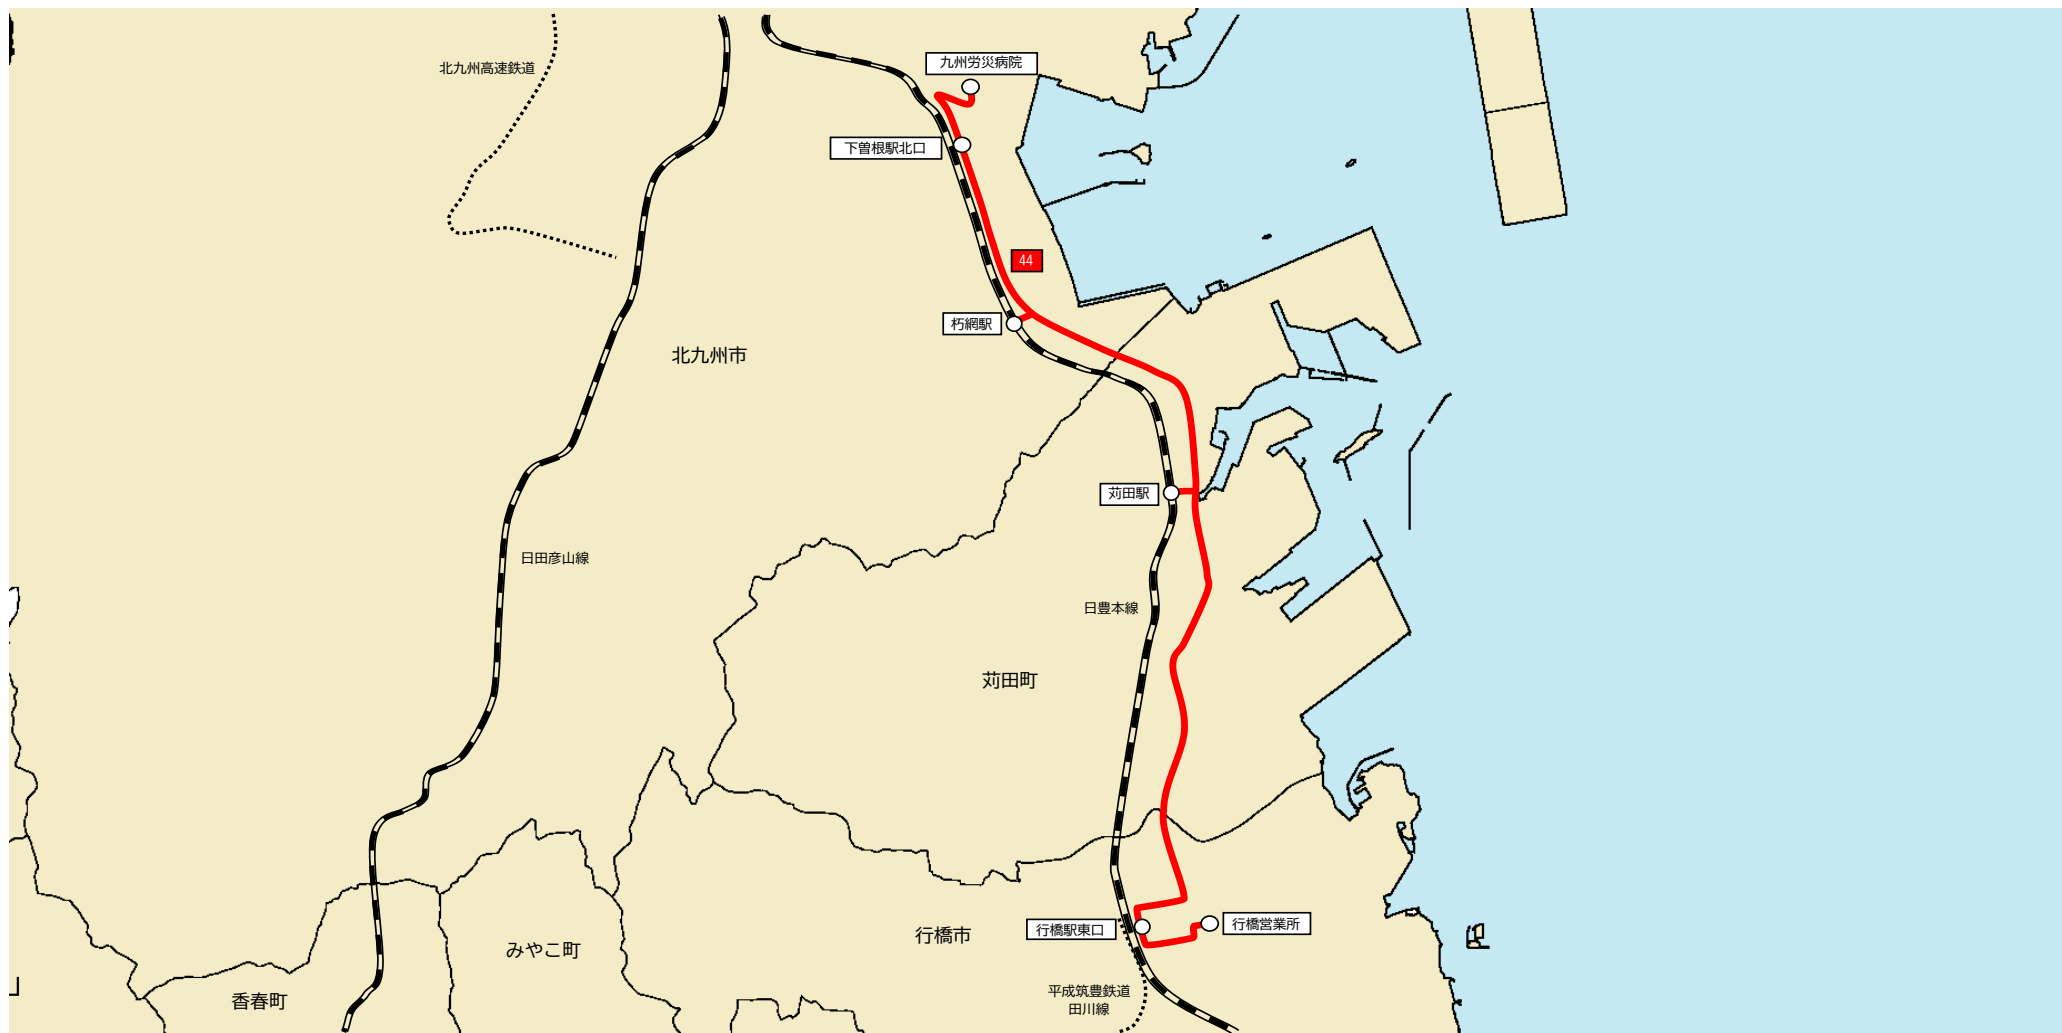 九州労災病院
北九州高速鉄道
下曽根駅北口
44
朽網駅
北九州市
苅田駅
日田彦山線
日豊本線
苅田町
行橋営業所
行橋駅東口
行橋市
みやこ町
平成筑豊鉄道
田川線
香春町